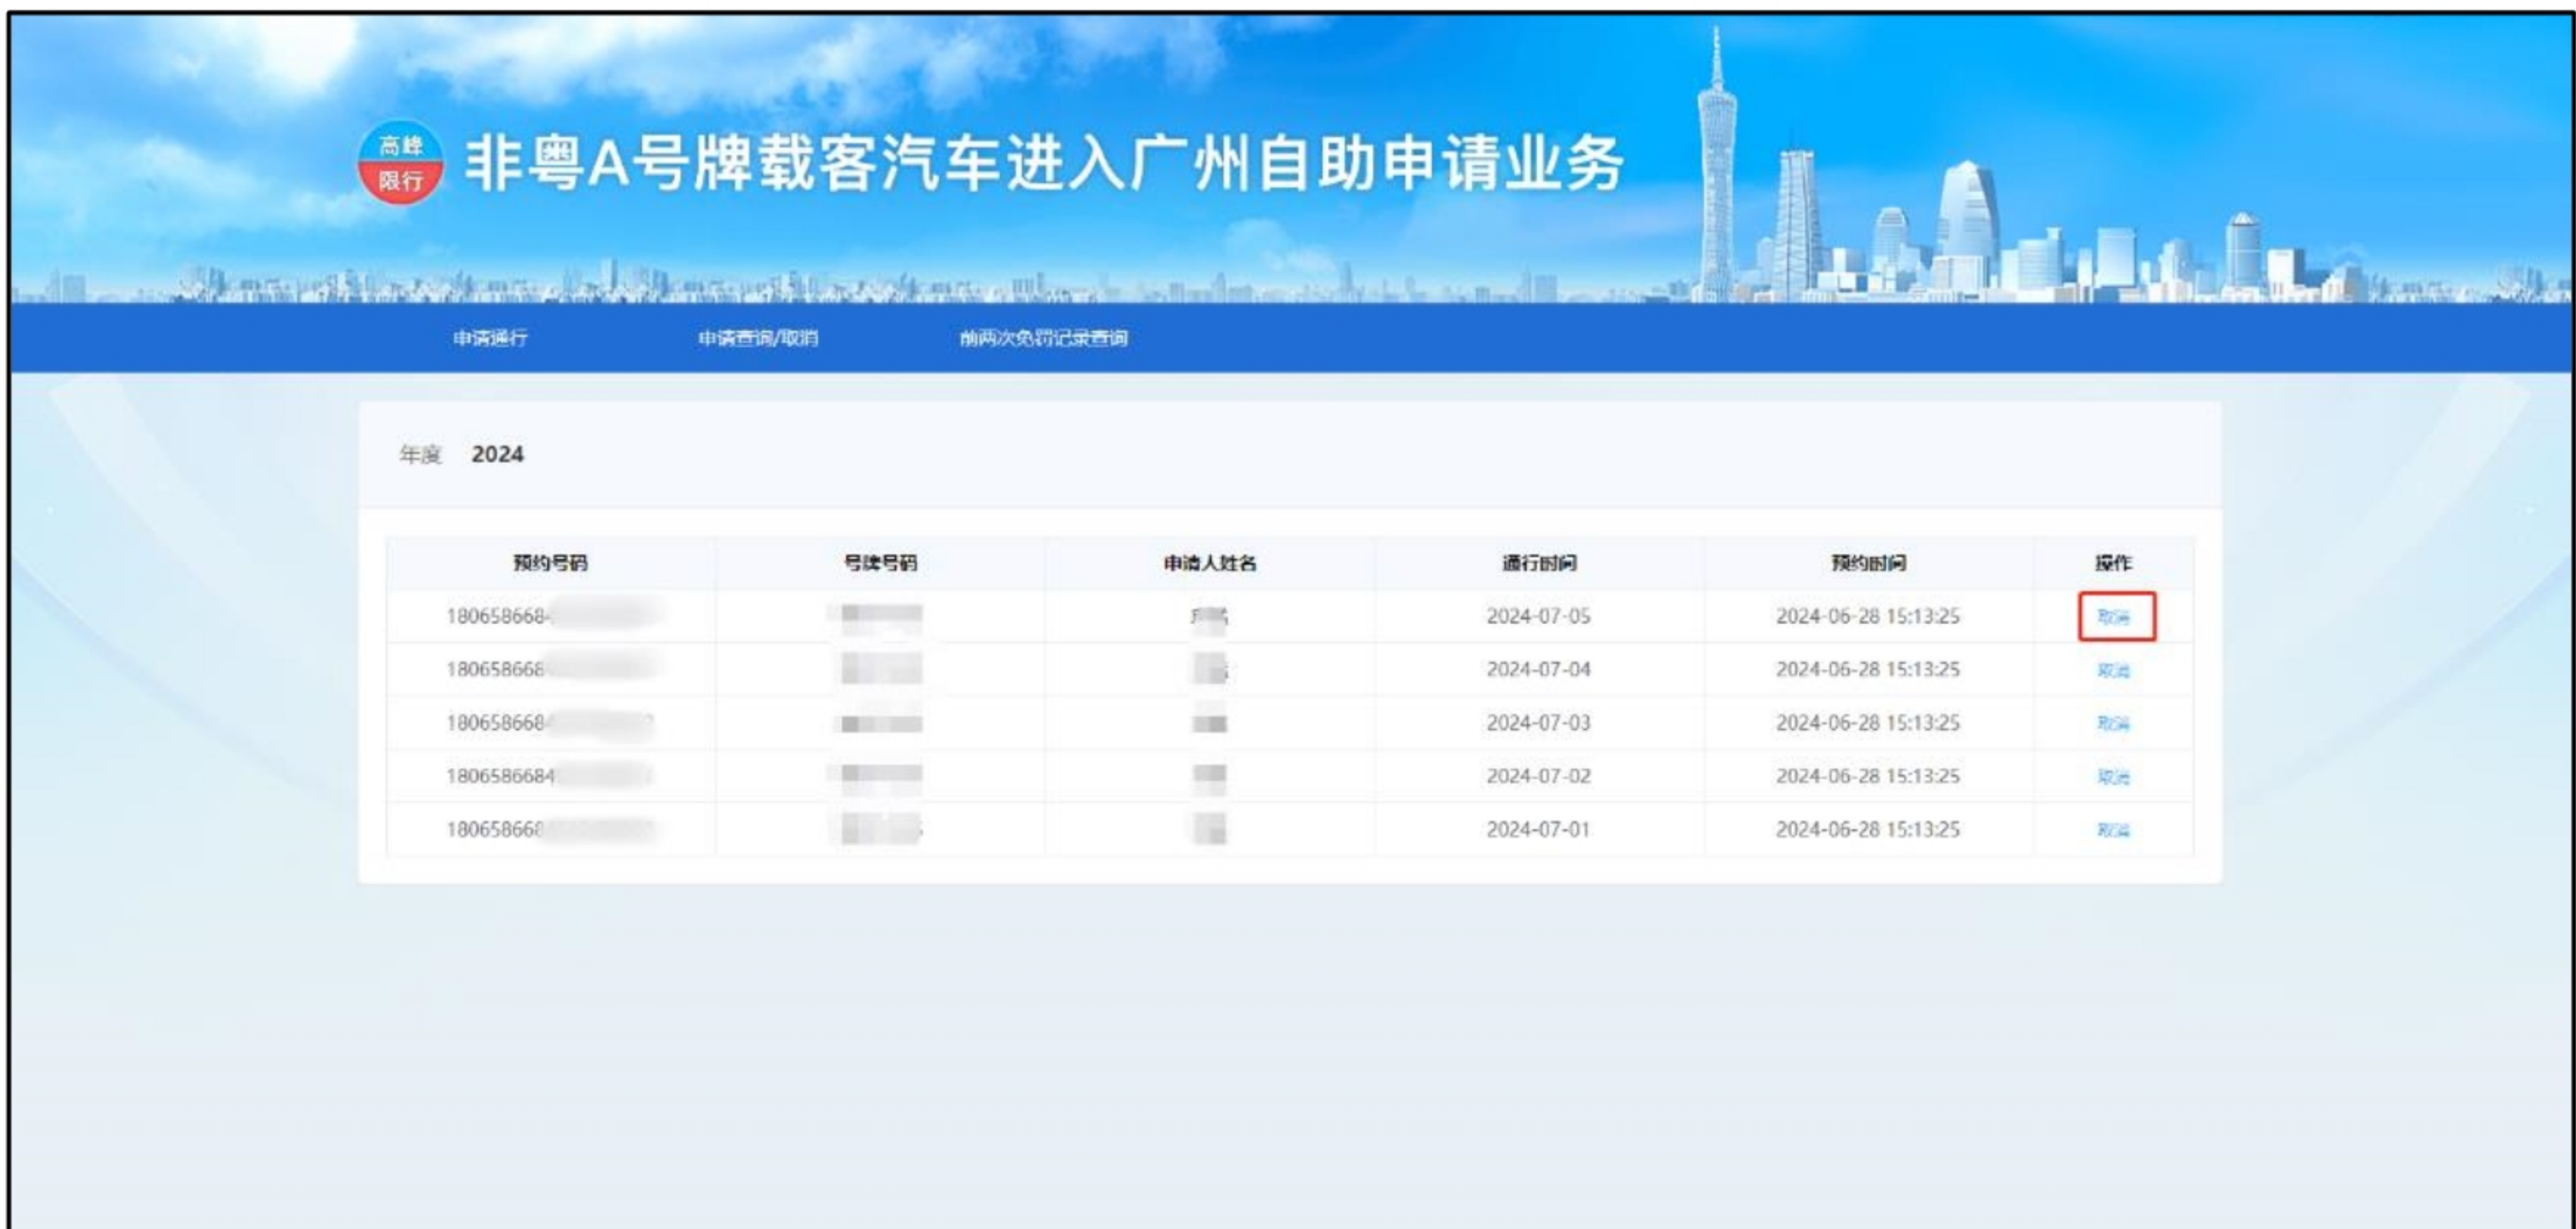 高峰
限行
非粤A号牌载客汽车进入广州自助申请业务
申请通行 申请查询/取消 前两次免罚记录查询
年度 2024
预约号码 号牌号码 申请人姓名 通行时间 预约时间 操作
180658668 2024-07-05 2024-06-28 15:13:25 取消
180658668 2024-07-04 2024-06-28 15:13:25 取消
180658668 2024-07-03 2024-06-28 15:13:25 取消
1806586684 2024-07-02 2024-06-28 15:13:25 取消
180658668 2024-07-01 2024-06-28 15:13:25 取消